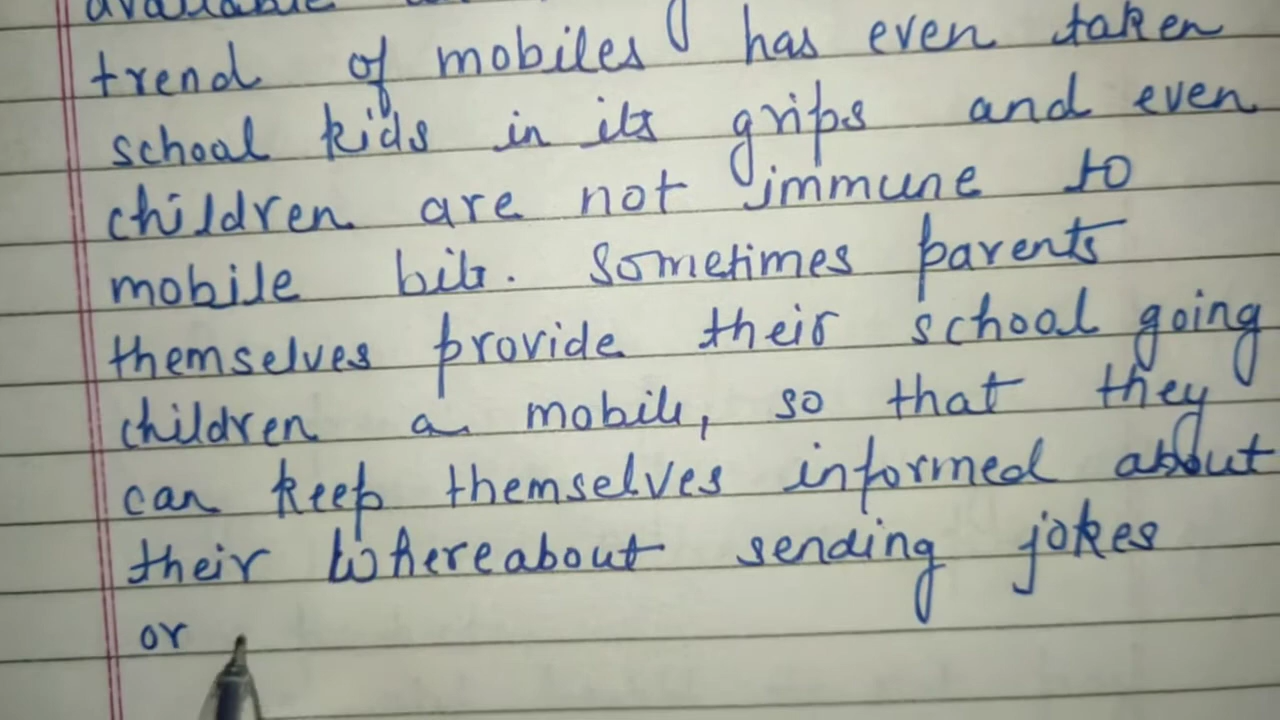 available
trend of mobiles has even taken
school kids in its grips and even
children are not immune to
mobile bite. Sometimes parents
themselves provide their school going
children a mobile, so that they
can keep themselves informed about
their whereabout sending jokes
or